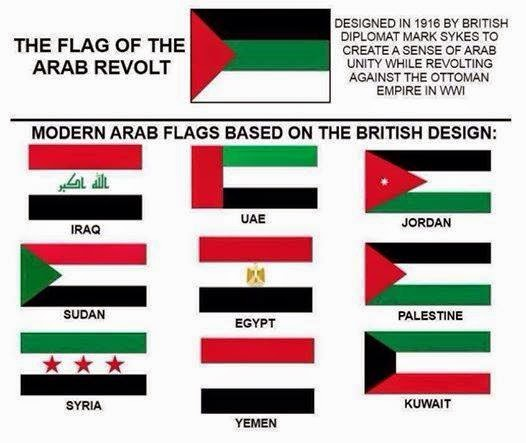 THE FLAG OF THE
ARAB REVOLT
DESIGNED IN 1916 BY BRITISH
DIPLOMAT MARK SYKES TO
CREATE A SENSE OF ARAB
UNITY WHILE REVOLTING
AGAINST THE OTTOMAN
EMPIRE IN WWI
MODERN ARAB FLAGS BASED ON THE BRITISH DESIGN:
الله اكبر
IRAQ
UAE
JORDAN
SUDAN
EGYPT
PALESTINE
SYRIA
YEMEN
KUWAIT